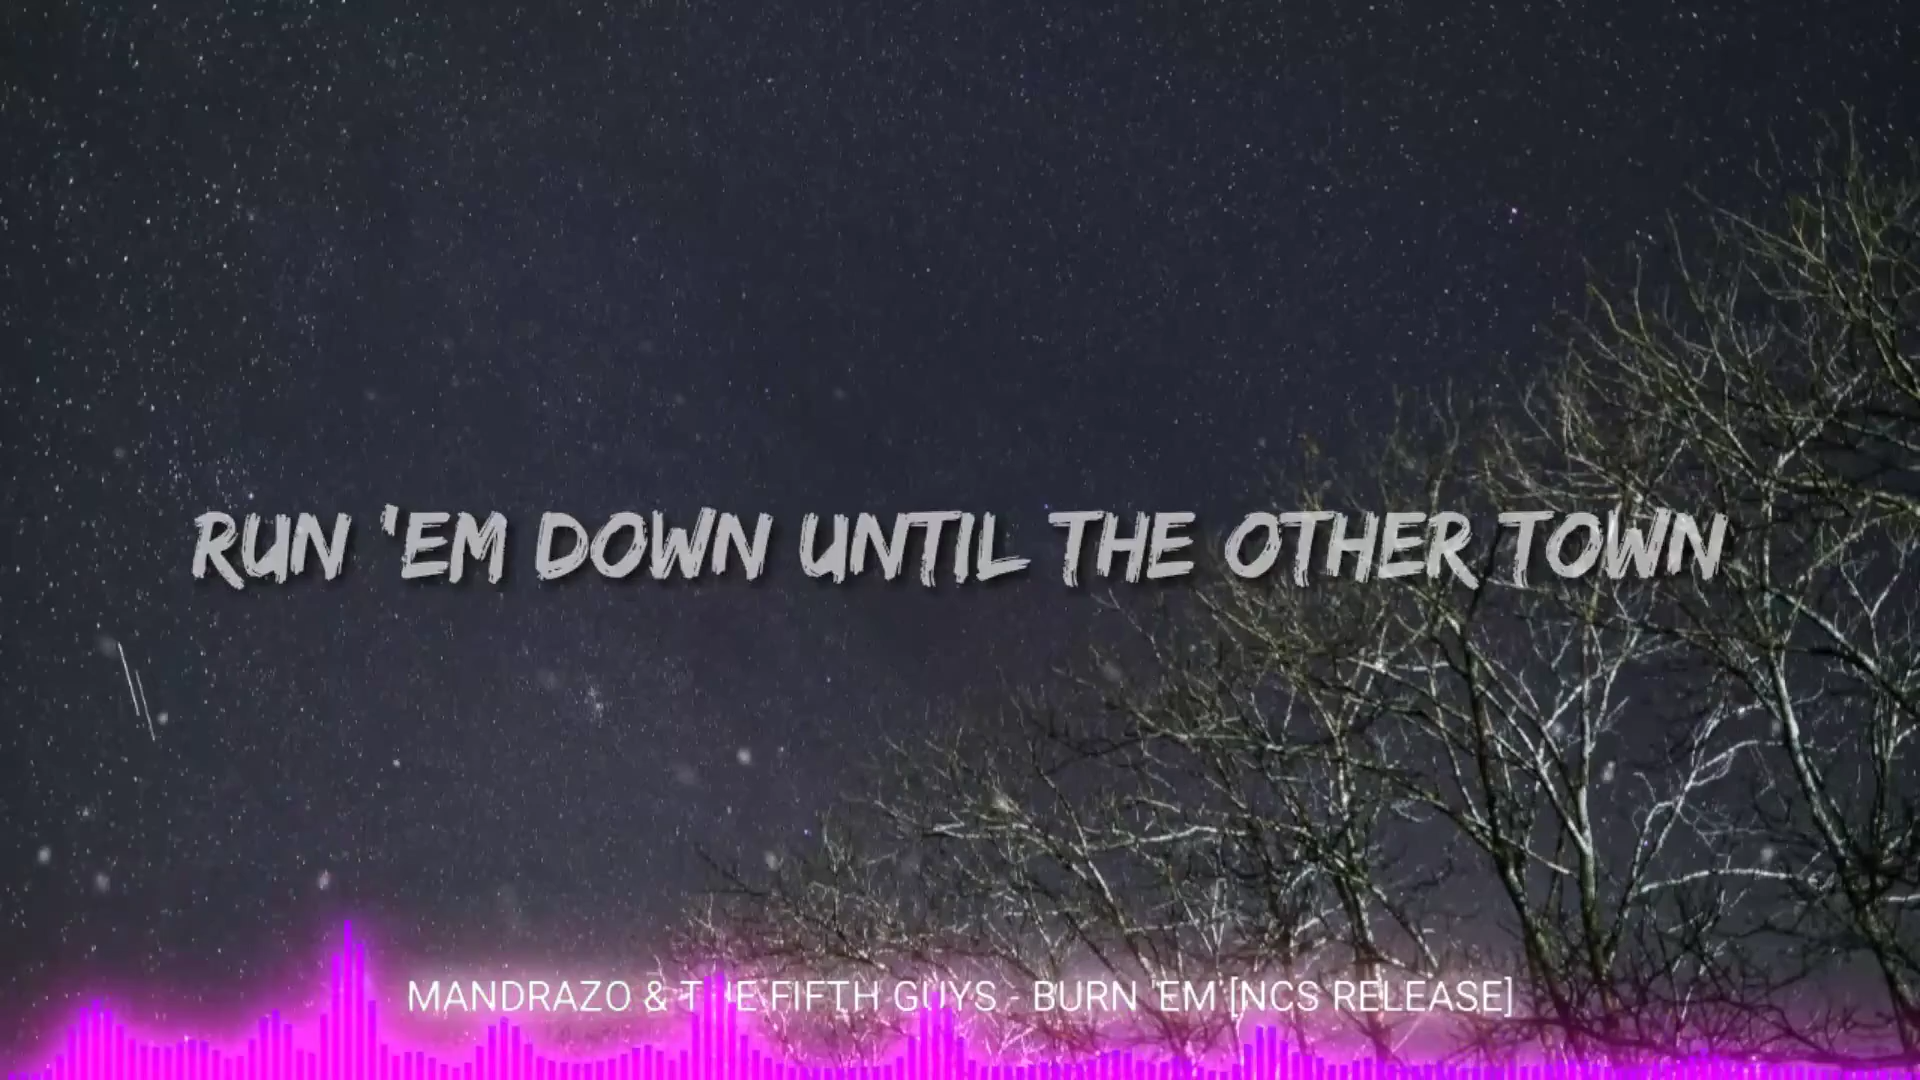 RUN 'EM DOWN UNTIL THE OTHER TOWN
MANDRAZO & THE FIFTH GUYS - BURN 'EM [NCS RELEASE]